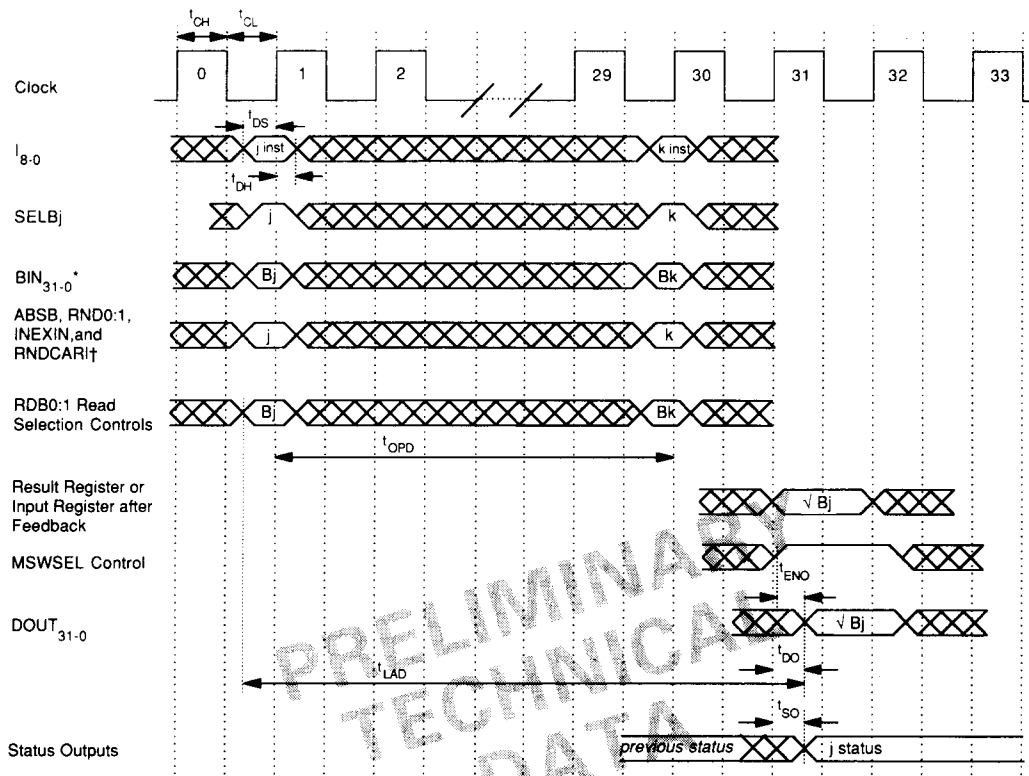 tCH tCL
Clock 0 1 2 29 30 31 32 33
tDS
I8-0 j inst k inst
tDH
SELBj j k
BIN31-0* Bj Bk
ABSB, RND0:1,
INEXIN,and
RNDCARI† j k
RDB0:1 Read
Selection Controls Bj Bk
tOPD
Result Register or
Input Register after
Feedback √ Bj
MSWSEL Control
tENO
DOUT31-0 √ Bj
tDO
tLAD
tSO
Status Outputs previous status j status
PRELIMINARY
TECHNICAL
DATA